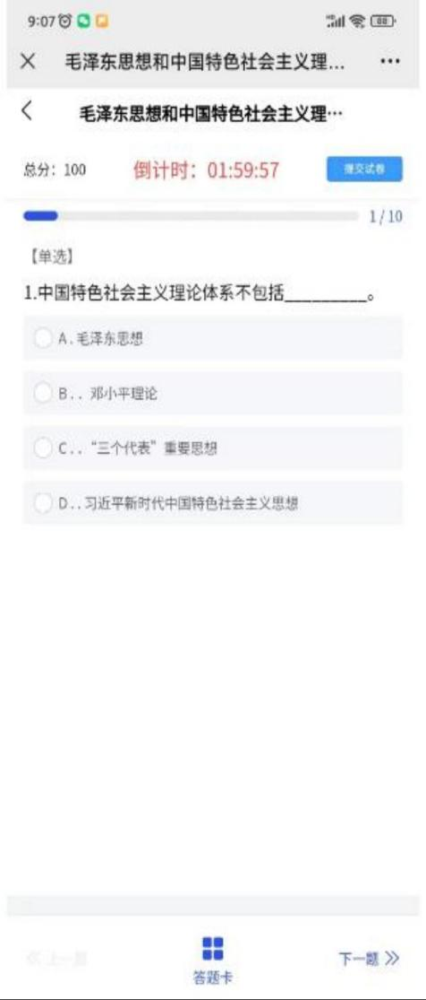 9:07
88
毛泽东思想和中国特色社会主义理...
毛泽东思想和中国特色社会主义理...
总分：100 倒计时：01:59:57 提交试卷
1/10
【单选】
1.中国特色社会主义理论体系不包括_________。
A.毛泽东思想
B.. 邓小平理论
C.. “三个代表”重要思想
D..习近平新时代中国特色社会主义思想
上一题 下一题
答题卡